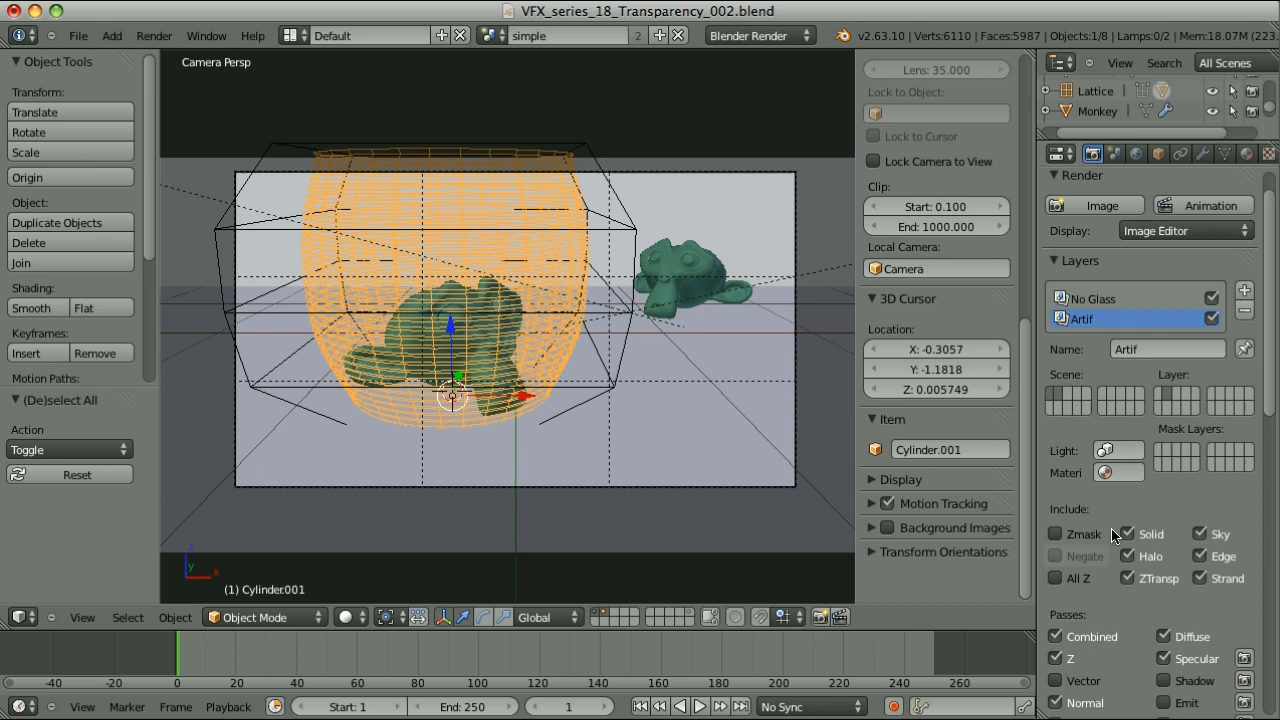 VFX_series_18_Transparency_002.blend
File Add Render Window Help Default simple 2 Blender Render v2.63.10 | Verts:6110 | Faces:5987 | Objects:1/8 | Lamps:0/2 | Mem:18.07M (223.
Object Tools
Transform:
Translate
Rotate
Scale
Origin
Object:
Duplicate Objects
Delete
Join
Shading:
Smooth Flat
Keyframes:
Insert Remove
Motion Paths:
(De)select All
Action
Toggle
Reset
Camera Persp
z
x
(1) Cylinder.001
View Select Object Object Mode Global
Lens: 35.000
Lock to Object:
Lock to Cursor
Lock Camera to View
Clip:
Start: 0.100
End: 1000.000
Local Camera:
Camera
3D Cursor
Location:
X: -0.3057
Y: -1.1818
Z: 0.005749
Item
Cylinder.001
Display
Motion Tracking
Background Images
Transform Orientations
View Search All Scenes
Lattice
Monkey
Render
Image Animation
Display: Image Editor
Layers
No Glass
Artif
Name: Artif
Scene: Layer:
Mask Layers:
Light:
Materi
Include:
Zmask Solid Sky
Negate Halo Edge
All Z ZTransp Strand
Passes:
Combined Diffuse
Z Specular
Vector Shadow
Normal Emit
-40 -20 0 20 40 60 80 100 120 140 160 180 200 220 240 260
View Marker Frame Playback Start: 1 End: 250 1 No Sync